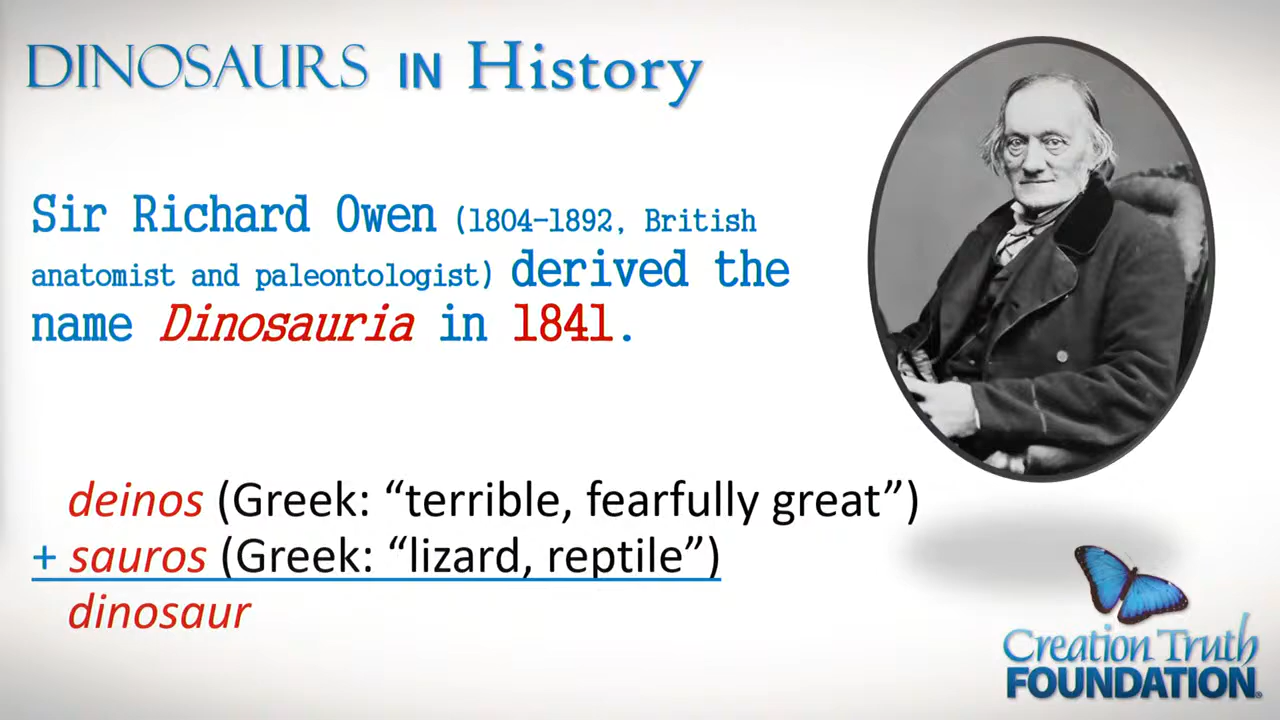 DINOSAURS IN History
Sir Richard Owen (1804-1892, British
anatomist and paleontologist) derived the
name Dinosauria in 1841.
deinos (Greek: “terrible, fearfully great”)
+ sauros (Greek: “lizard, reptile”)
dinosaur
Creation Truth
FOUNDATION®